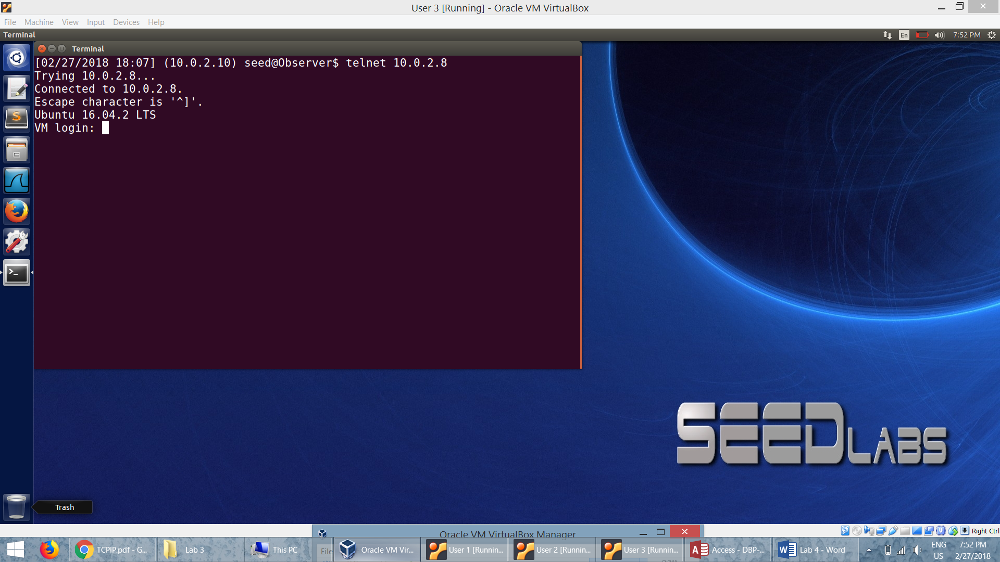 User 3 [Running] - Oracle VM VirtualBox
File Machine View Input Devices Help
Terminal
En
7:52 PM
Terminal
[02/27/2018 18:07] (10.0.2.10) seed@Observer$ telnet 10.0.2.8
Trying 10.0.2.8...
Connected to 10.0.2.8.
Escape character is '^]'.
Ubuntu 16.04.2 LTS
VM login:
SEEDLABS
Trash
Oracle VM VirtualBox Manager
Right Ctrl
TCPIP.pdf - G...
Lab 3
This PC
File
Oracle VM Vir...
User 1 [Runnin...
User 2 [Runnin...
User 3 [Runnin...
Access - DBP-...
Lab 4 - Word
ENG
US
7:52 PM
2/27/2018